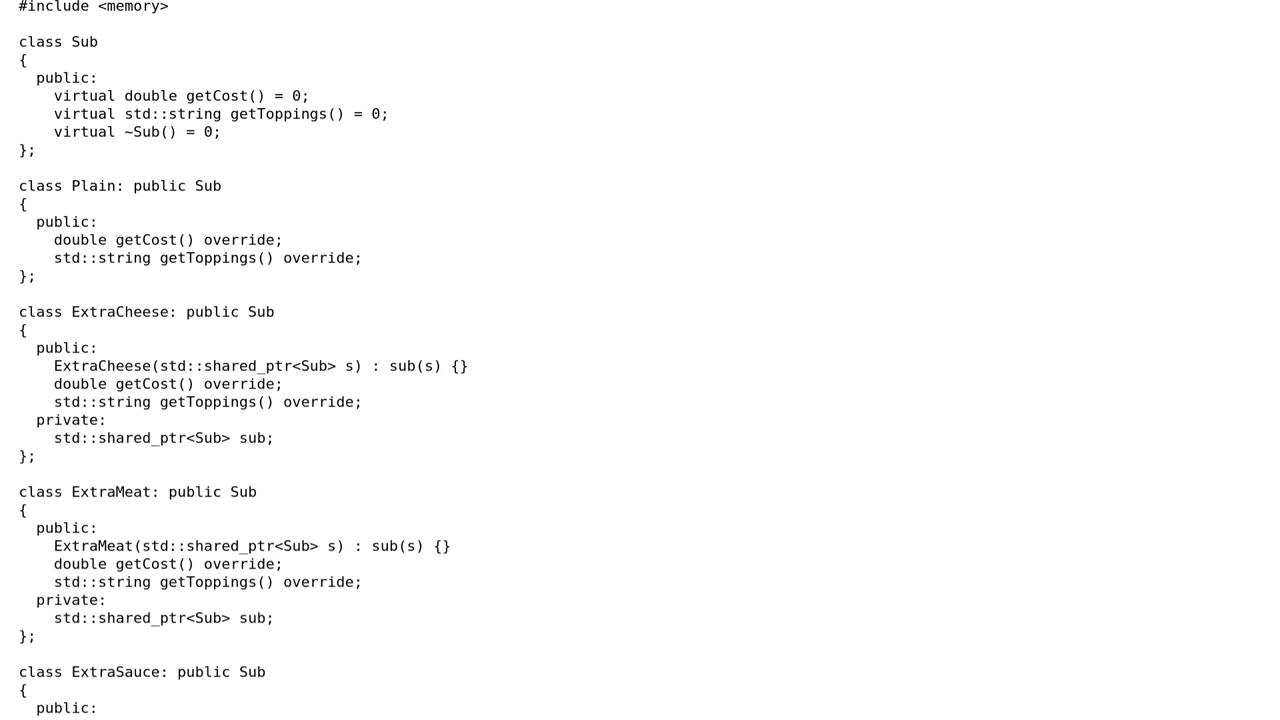 #include <memory>

class Sub
{
  public:
    virtual double getCost() = 0;
    virtual std::string getToppings() = 0;
    virtual ~Sub() = 0;
};

class Plain: public Sub
{
  public:
    double getCost() override;
    std::string getToppings() override;
};

class ExtraCheese: public Sub
{
  public:
    ExtraCheese(std::shared_ptr<Sub> s) : sub(s) {}
    double getCost() override;
    std::string getToppings() override;
  private:
    std::shared_ptr<Sub> sub;
};

class ExtraMeat: public Sub
{
  public:
    ExtraMeat(std::shared_ptr<Sub> s) : sub(s) {}
    double getCost() override;
    std::string getToppings() override;
  private:
    std::shared_ptr<Sub> sub;
};

class ExtraSauce: public Sub
{
  public: